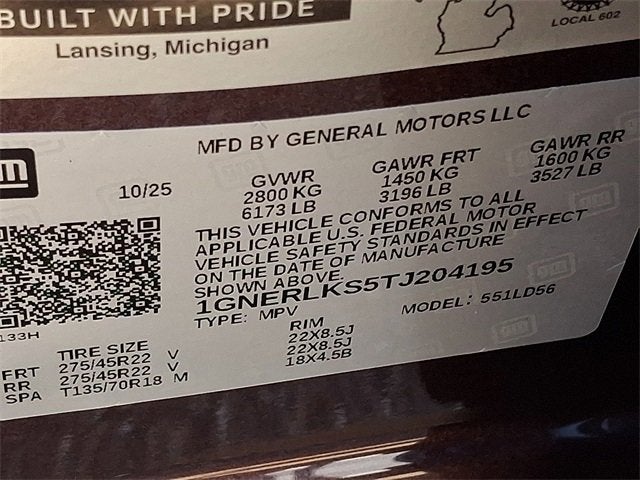 BUILT WITH PRIDE
Lansing, Michigan
LOCAL 602
gm
MFD BY GENERAL MOTORS LLC
10/25
GVWR GAWR FRT GAWR RR
2800 KG 1450 KG 1600 KG
6173 LB 3196 LB 3527 LB
THIS VEHICLE CONFORMS TO ALL
APPLICABLE U.S. FEDERAL MOTOR
VEHICLE SAFETY STANDARDS IN EFFECT
ON THE DATE OF MANUFACTURE
SHOWN ABOVE.
1GNERLKS5TJ204195
TYPE: MPV MODEL: 551LD56
133H
TIRE SIZE RIM
FRT 275/45R22 V 22X8.5J
RR 275/45R22 V 22X8.5J
SPA T135/70R18 M 18X4.5B